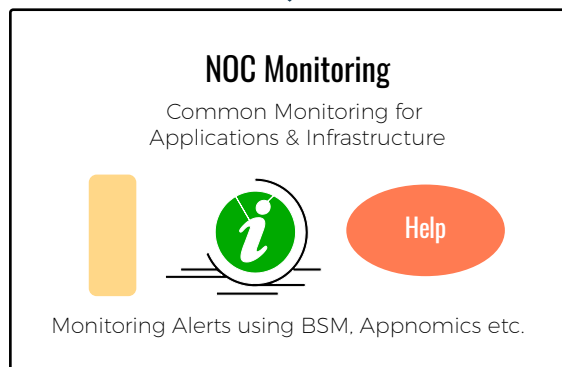 NOC Monitoring
Common Monitoring for
Applications & Infrastructure
i
Help
Monitoring Alerts using BSM, Appnomics etc.